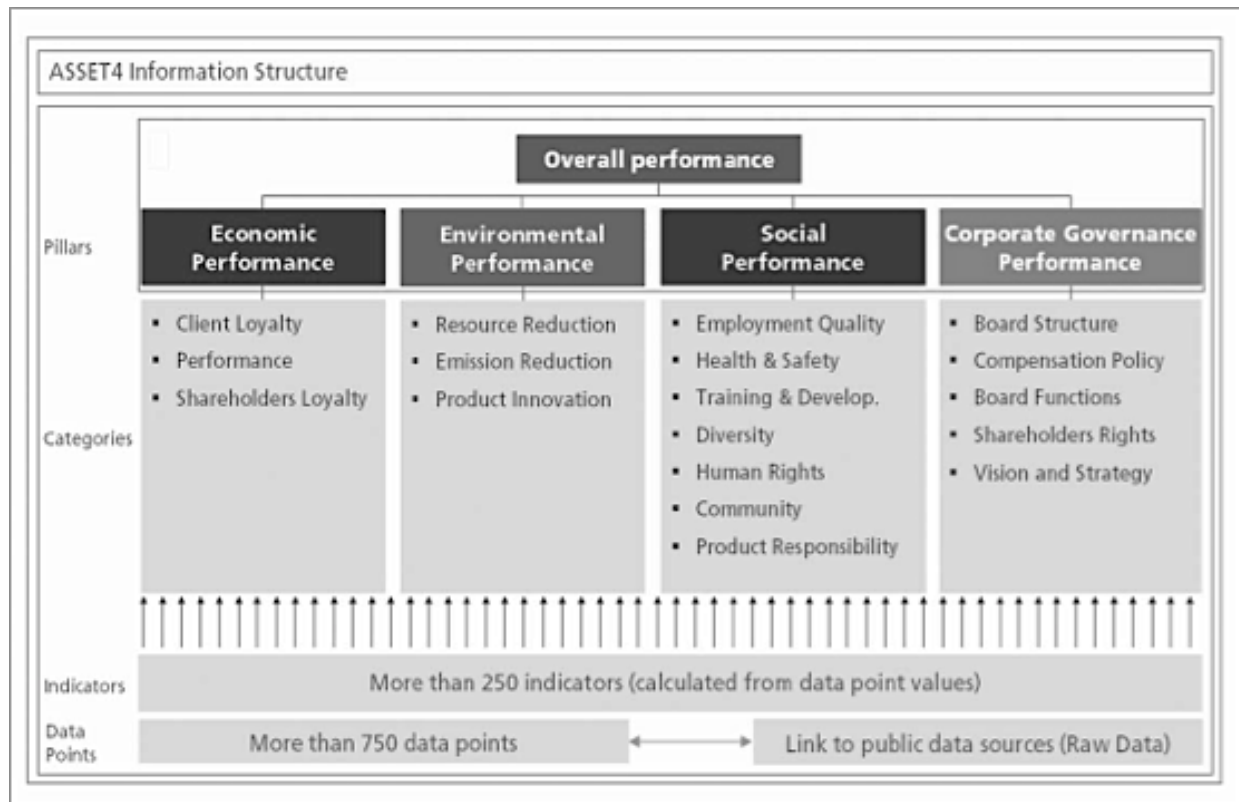 ASSET4 Information Structure
Overall performance
Pillars
Economic
Performance
Environmental
Performance
Social
Performance
Corporate Governance
Performance
Categories
▪ Client Loyalty
▪ Performance
▪ Shareholders Loyalty
▪ Resource Reduction
▪ Emission Reduction
▪ Product Innovation
▪ Employment Quality
▪ Health & Safety
▪ Training & Develop.
▪ Diversity
▪ Human Rights
▪ Community
▪ Product Responsibility
▪ Board Structure
▪ Compensation Policy
▪ Board Functions
▪ Shareholders Rights
▪ Vision and Strategy
Indicators
More than 250 indicators (calculated from data point values)
Data
Points
More than 750 data points
Link to public data sources (Raw Data)